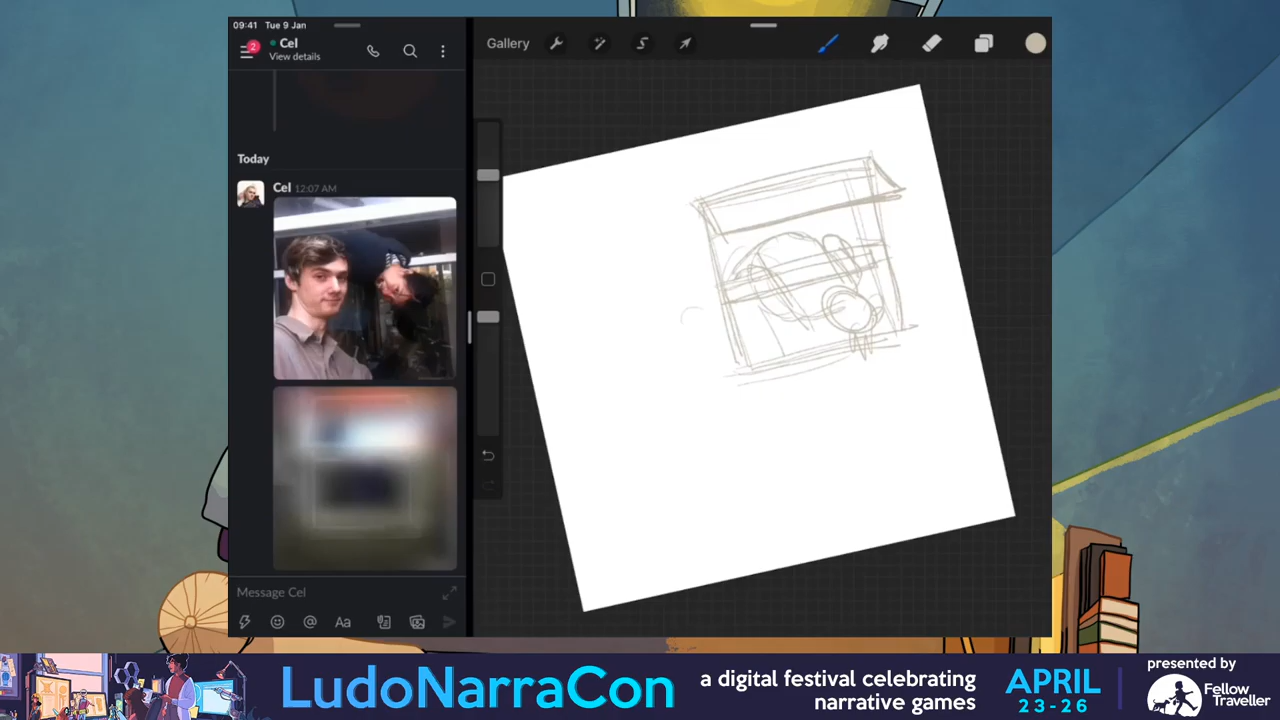 09:41 Tue 9 Jan
2
Cel
View details
Gallery
Today
Cel 12:07 AM
Message Cel
Aa
LudoNarraCon
a digital festival celebrating
narrative games
APRIL
23-26
presented by
Fellow
Traveller